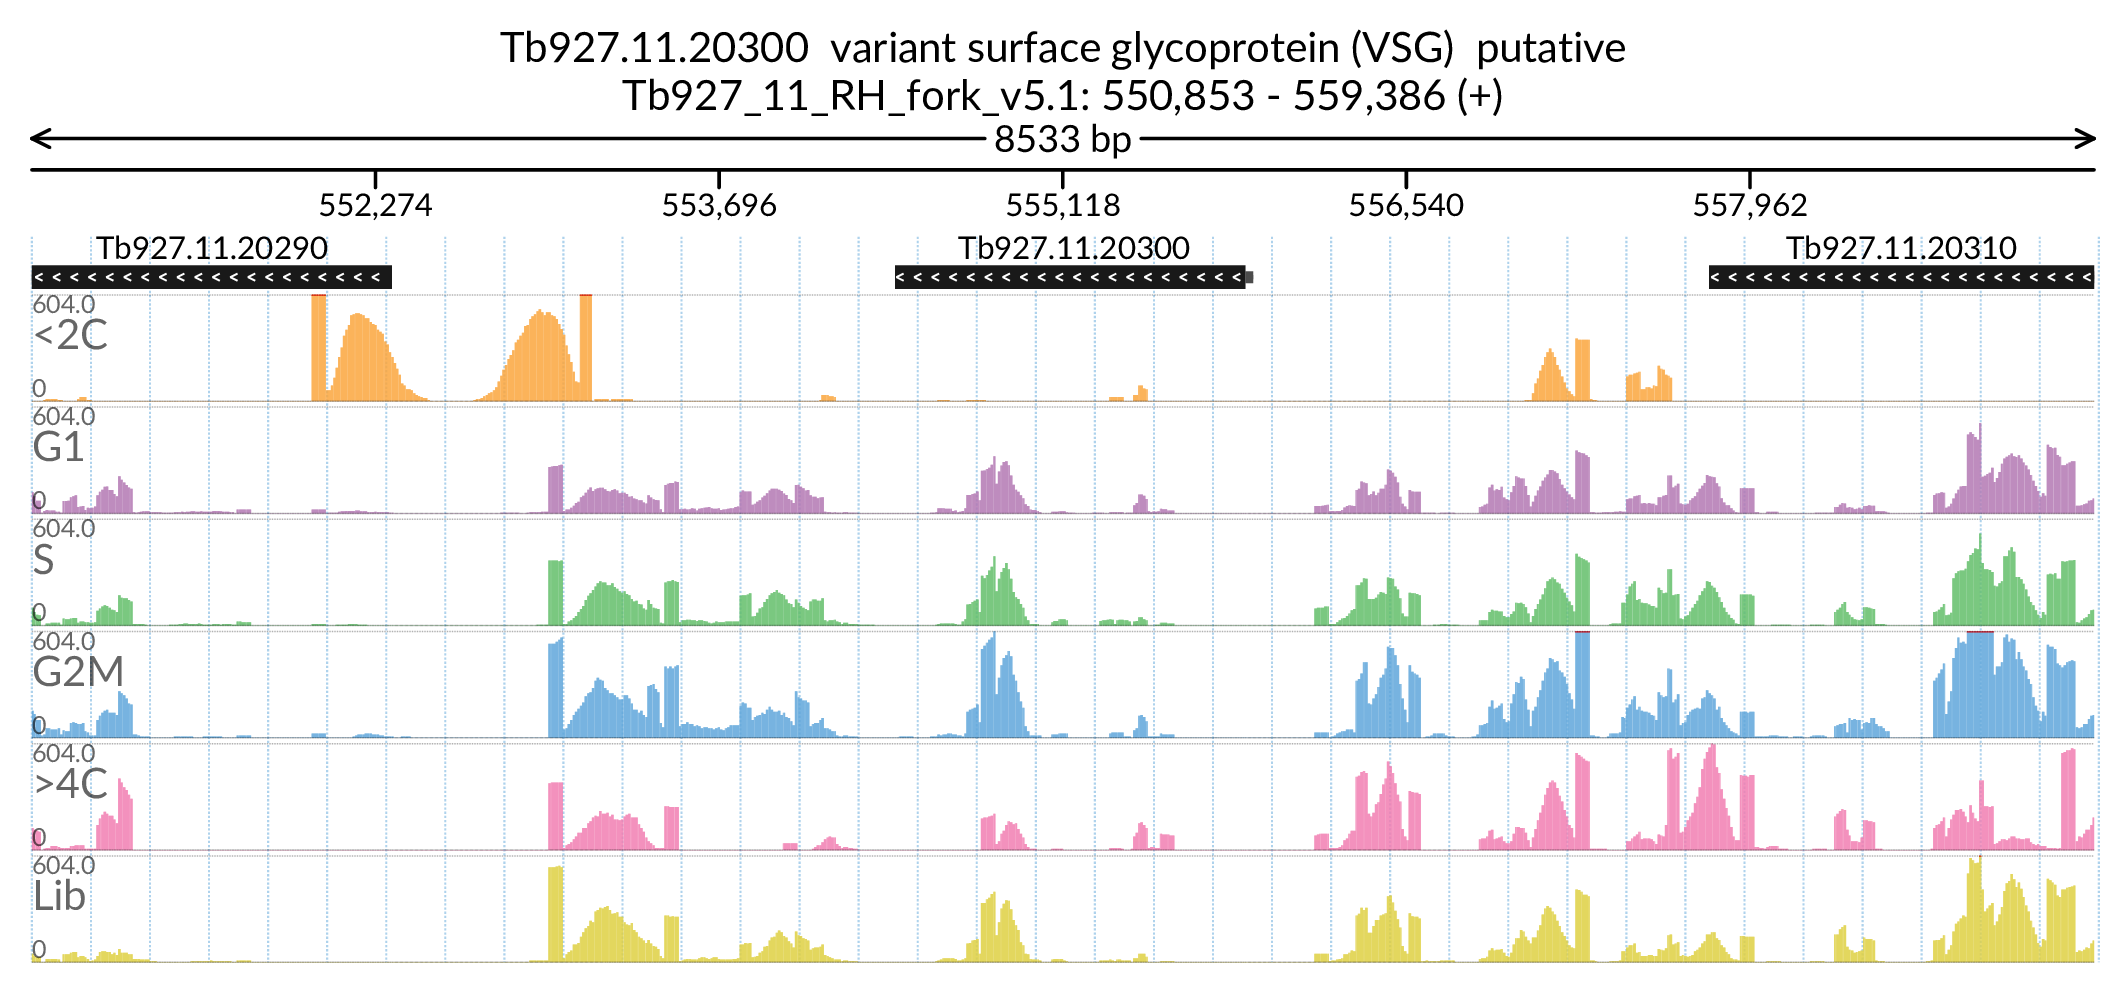 Tb927.11.20300  variant surface glycoprotein (VSG)  putative
Tb927_11_RH_fork_v5.1: 550,853 - 559,386 (+)
8533 bp
552,274 553,696 555,118 556,540 557,962
Tb927.11.20290 Tb927.11.20300 Tb927.11.20310
604.0
<2C
0
604.0
G1
0
604.0
S
0
604.0
G2M
0
604.0
>4C
0
604.0
Lib
0